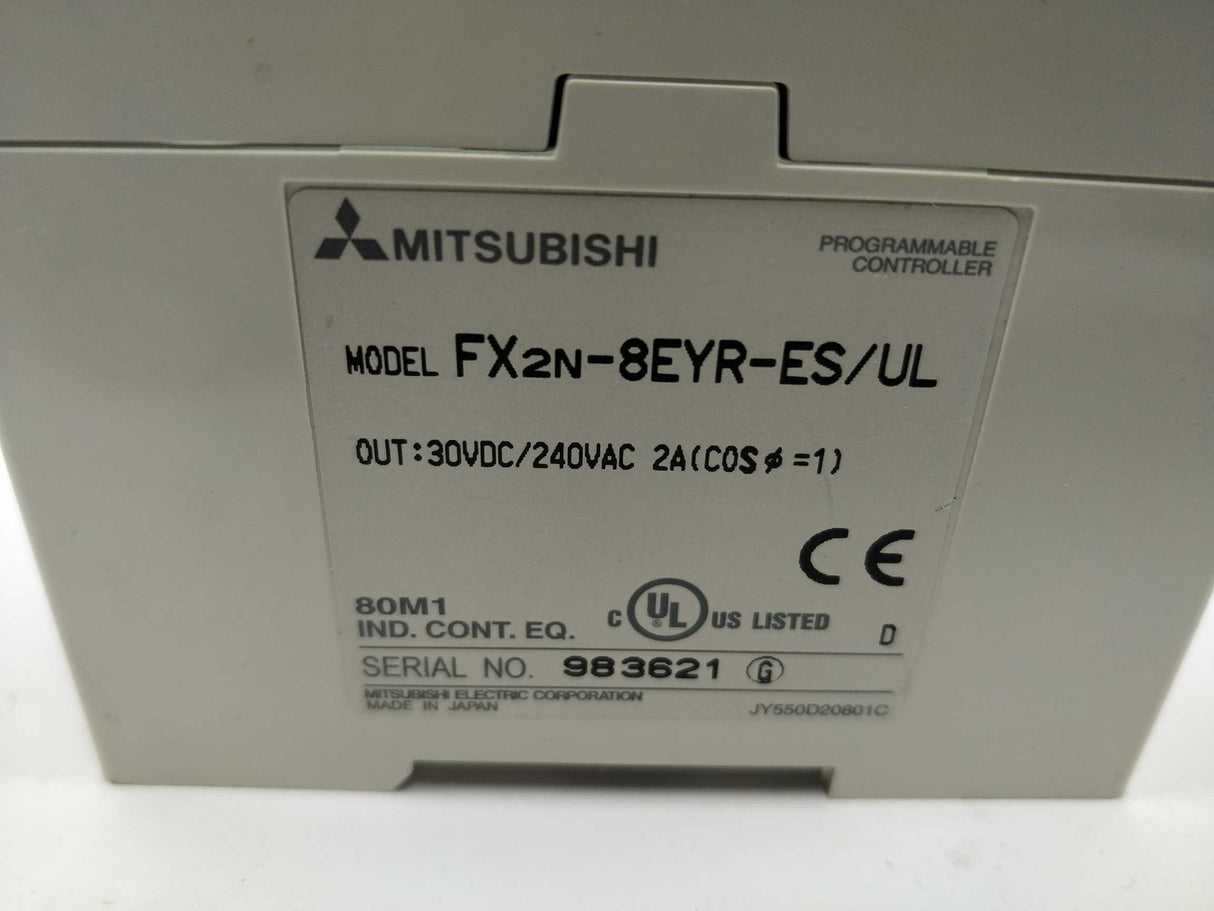 MITSUBISHI
PROGRAMMABLE
CONTROLLER
MODEL FX2N-8EYR-ES/UL
OUT:30VDC/240VAC 2A(COSφ=1)
CE
80M1
IND. CONT. EQ.
C UL ® US LISTED
D
SERIAL NO. 983621 G
MITSUBISHI ELECTRIC CORPORATION
MADE IN JAPAN
JY550D20801C